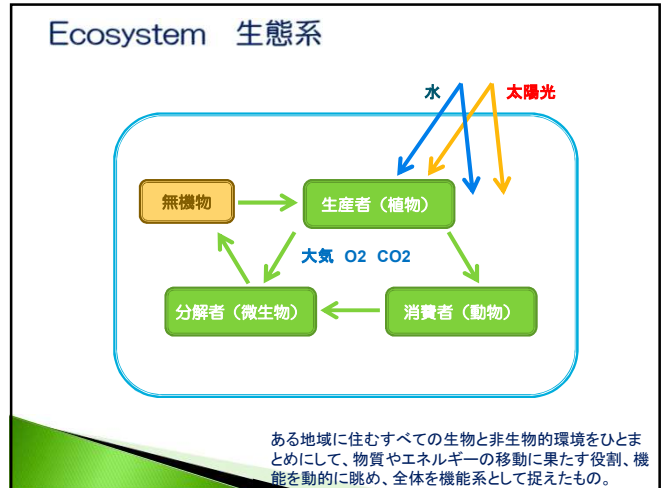 Ecosystem 生態系
水 太陽光
無機物 生産者（植物）
大気 O2 CO2
分解者（微生物） 消費者（動物）
ある地域に住むすべての生物と非生物的環境をひとま
とめにして、物質やエネルギーの移動に果たす役割、機
能を動的に眺め、全体を機能系として捉えたもの。